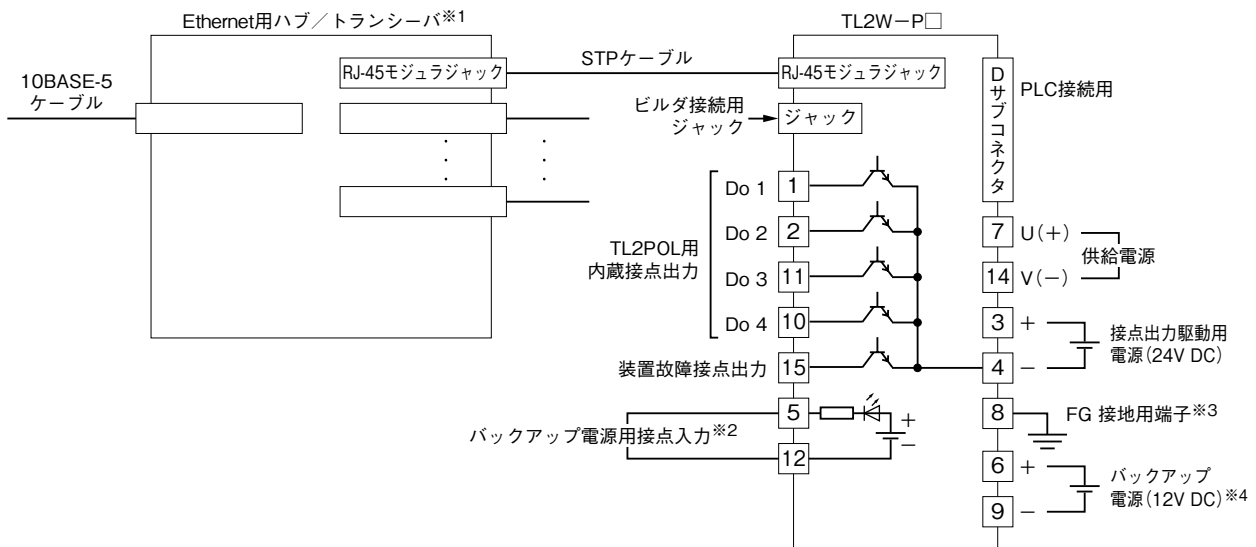 Ethernet用ハブ／トランシーバ※1
TL2W－P□
10BASE-5
ケーブル
RJ-45モジュラジャック
STPケーブル
RJ-45モジュラジャック
Dサブコネクタ
PLC接続用
ビルダ接続用
ジャック
ジャック
TL2POL用
内蔵接点出力
Do 1
1
Do 2
2
Do 3
11
Do 4
10
装置故障接点出力
15
バックアップ電源用接点入力※2
5
＋
－
12
7
U(＋)
14
V(－)
供給電源
3
＋
4
－
接点出力駆動用
電源(24V DC)
8
FG 接地用端子※3
6
＋
9
－
バックアップ
電源(12V DC)※4